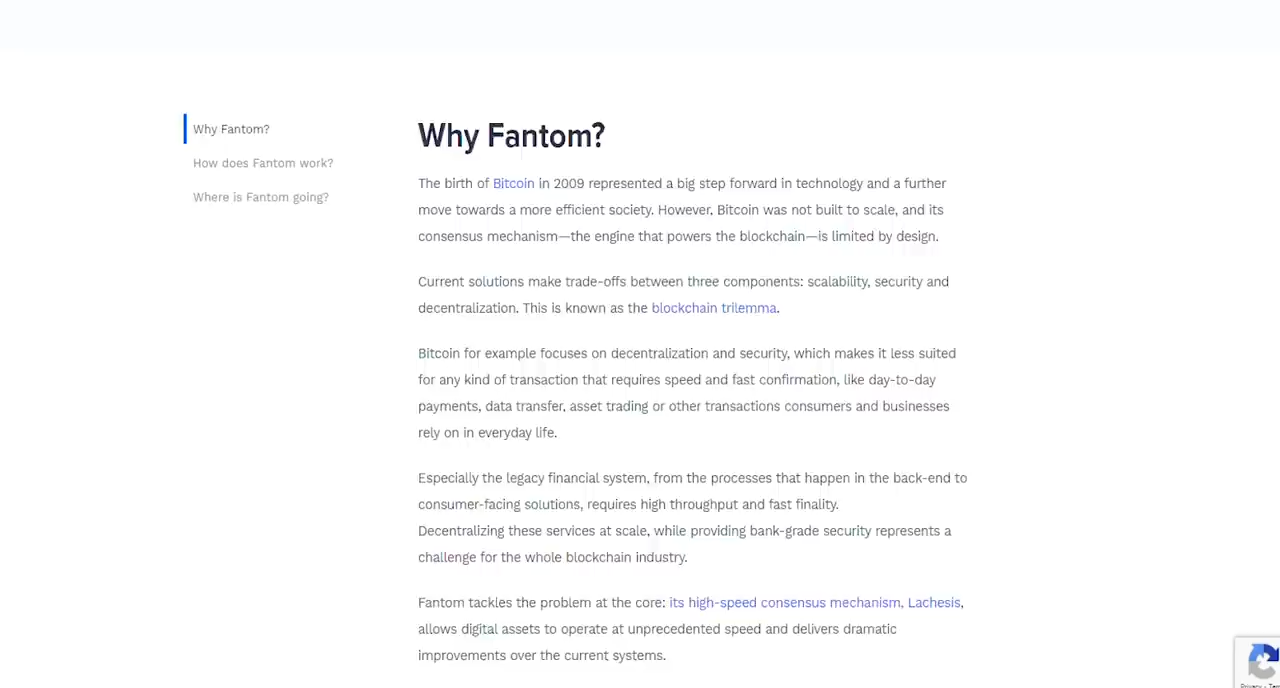 Why Fantom?
How does Fantom work?
Where is Fantom going?
Why Fantom?
The birth of Bitcoin in 2009 represented a big step forward in technology and a further
move towards a more efficient society. However, Bitcoin was not built to scale, and its
consensus mechanism—the engine that powers the blockchain—is limited by design.
Current solutions make trade-offs between three components: scalability, security and
decentralization. This is known as the blockchain trilemma.
Bitcoin for example focuses on decentralization and security, which makes it less suited
for any kind of transaction that requires speed and fast confirmation, like day-to-day
payments, data transfer, asset trading or other transactions consumers and businesses
rely on in everyday life.
Especially the legacy financial system, from the processes that happen in the back-end to
consumer-facing solutions, requires high throughput and fast finality.
Decentralizing these services at scale, while providing bank-grade security represents a
challenge for the whole blockchain industry.
Fantom tackles the problem at the core: its high-speed consensus mechanism, Lachesis,
allows digital assets to operate at unprecedented speed and delivers dramatic
improvements over the current systems.